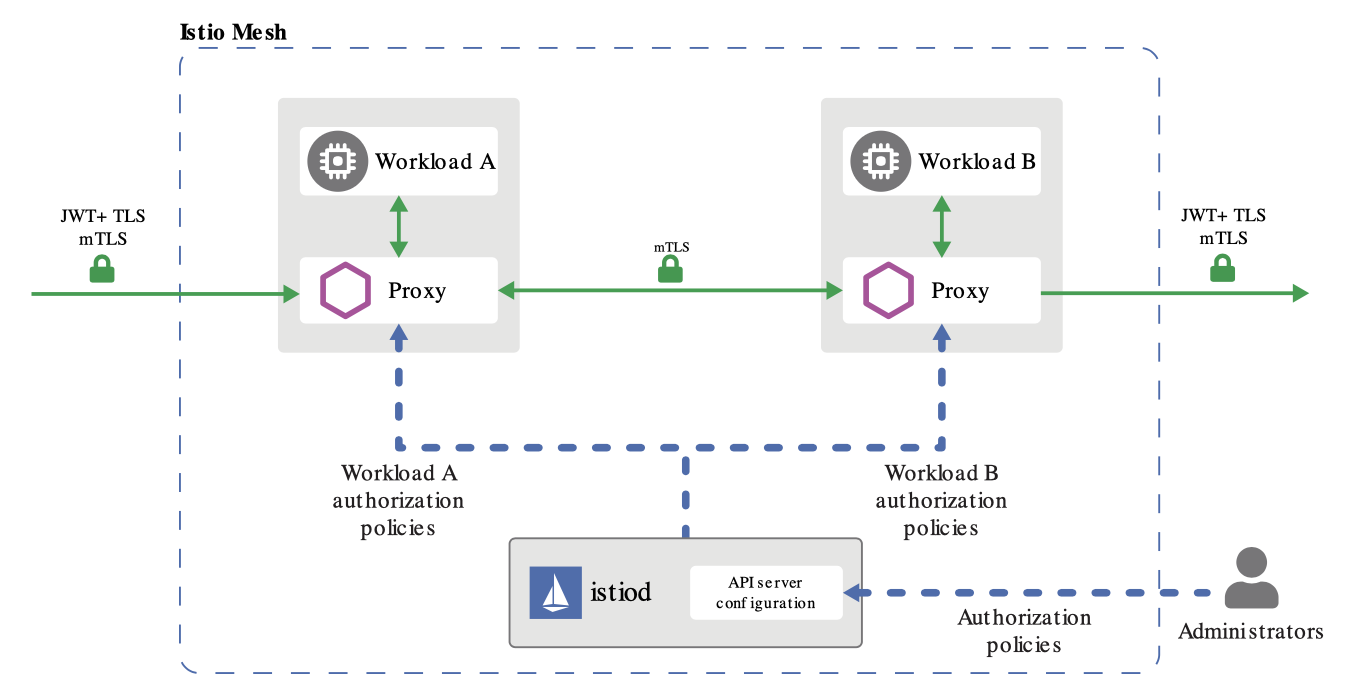 Istio Mesh
Workload A
Workload B
JWT+ TLS
mTLS
mTLS
JWT+ TLS
mTLS
Proxy
Proxy
Workload A
authorization
policies
Workload B
authorization
policies
istiod
API server
configuration
Authorization
policies
Administrators